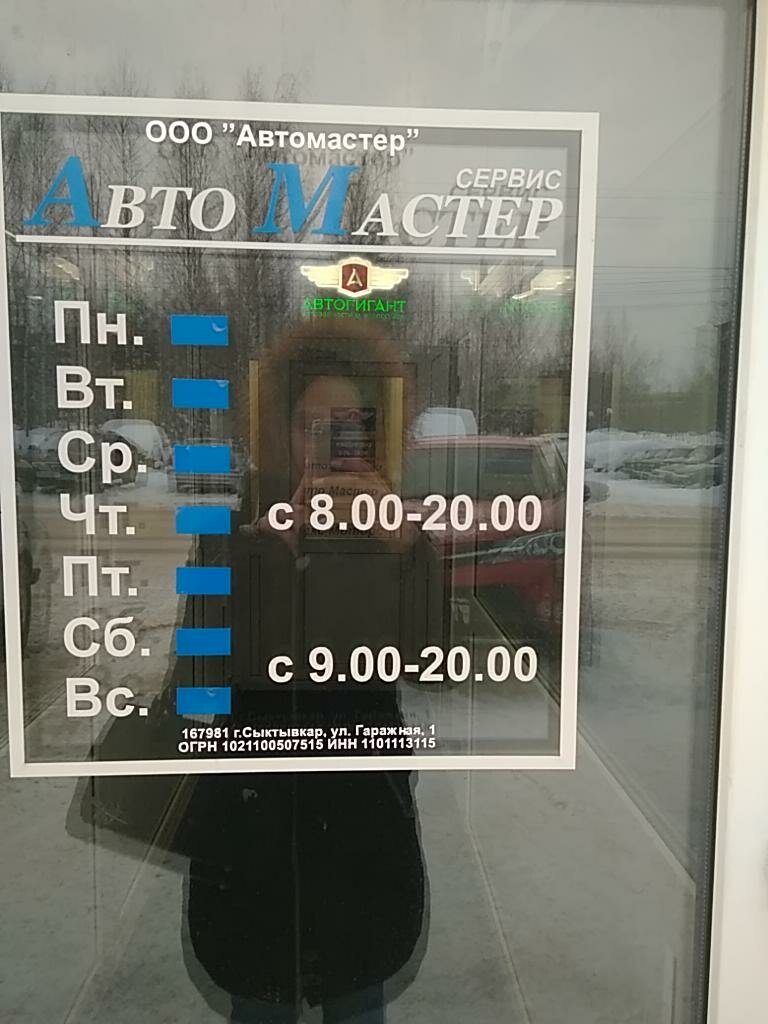 ООО "Автомастер"
СЕРВИС
АВТО МАСТЕР
АВТОГИГАНТ
Пн.
Вт.
Ср.
Чт. с 8.00-20.00
Пт.
Сб. с 9.00-20.00
Вс.
167981 г.Сыктывкар, ул. Гаражная, 1
ОГРН 1021100507515 ИНН 1101113115